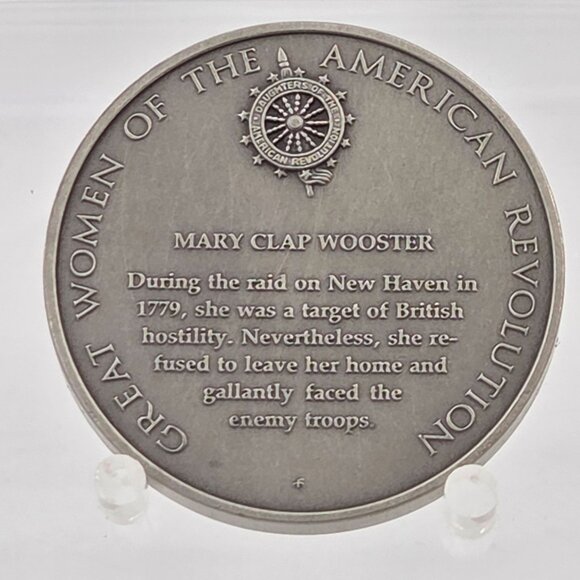 GREAT WOMEN OF THE AMERICAN REVOLUTION
DAUGHTERS OF THE
AMERICAN REVOLUTION
MARY CLAP WOOSTER
During the raid on New Haven in
1779, she was a target of British
hostility. Nevertheless, she re-
fused to leave her home and
gallantly faced the
enemy troops.